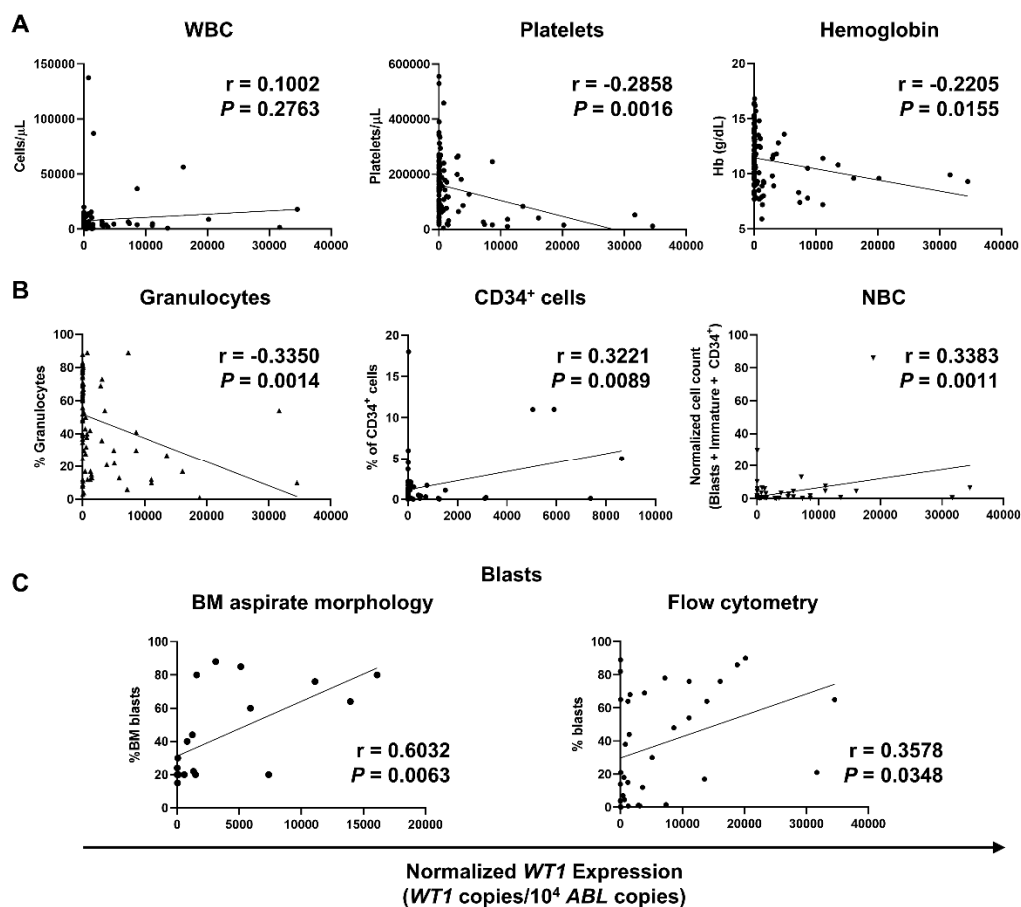 A
WBC
Platelets
Hemoglobin
r = 0.1002
P = 0.2763
r = -0.2858
P = 0.0016
r = -0.2205
P = 0.0155
Cells/μL
150000
100000
50000
0
0
10000
20000
30000
40000
Platelets/μL
600000
400000
200000
0
0
10000
20000
30000
40000
Hb (g/dL)
20
15
10
5
0
10000
20000
30000
40000
B
Granulocytes
CD34+ cells
NBC
r = -0.3350
P = 0.0014
r = 0.3221
P = 0.0089
r = 0.3383
P = 0.0011
% Granulocytes
100
80
60
40
20
0
0
10000
20000
30000
40000
% of CD34+ cells
20
15
10
5
0
0
2000
4000
6000
8000
10000
Normalized cell count
(Blasts + Immature + CD34+)
100
80
60
40
20
0
0
10000
20000
30000
40000
C
Blasts
BM aspirate morphology
Flow cytometry
%BM blasts
100
80
60
40
20
0
r = 0.6032
P = 0.0063
0
5000
10000
15000
20000
% blasts
100
80
60
40
20
0
r = 0.3578
P = 0.0348
0
10000
20000
30000
40000
Normalized WT1 Expression
(WT1 copies/10⁴ ABL copies)